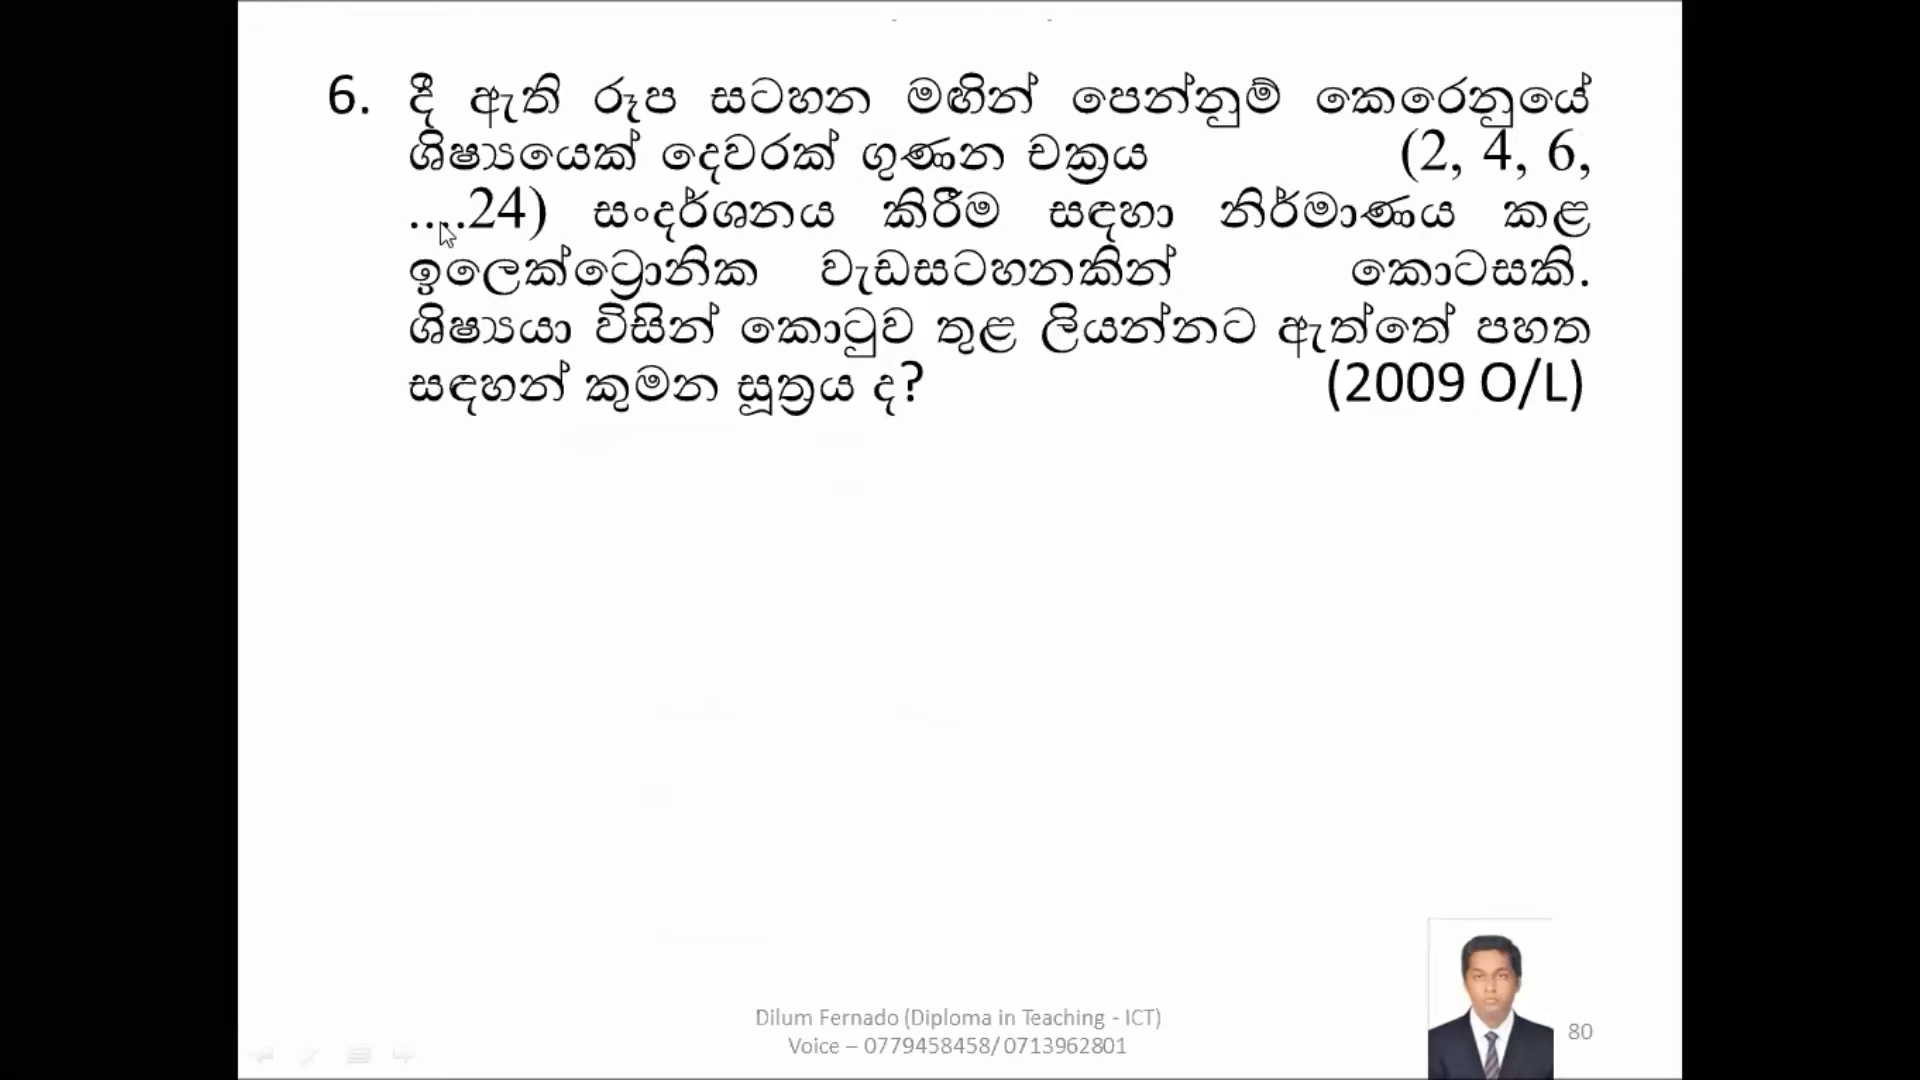 6. දී ඇති රූප සටහන මඟින් පෙන්නුම් කෙරෙනුයේ
ශිෂ්‍යයෙක් දෙවරක් ගුණන චක්‍රය (2, 4, 6,
....24) සංදර්ශනය කිරීම සඳහා නිර්මාණය කළ
ඉලෙක්ට්‍රොනික වැඩසටහනකින් කොටසකි.
ශිෂ්‍යයා විසින් කොටුව තුළ ලියන්නට ඇත්තේ පහත
සඳහන් කුමන සූත්‍රය ද? (2009 O/L)
Dilum Fernado (Diploma in Teaching - ICT)
Voice – 0779458458/ 0713962801
80